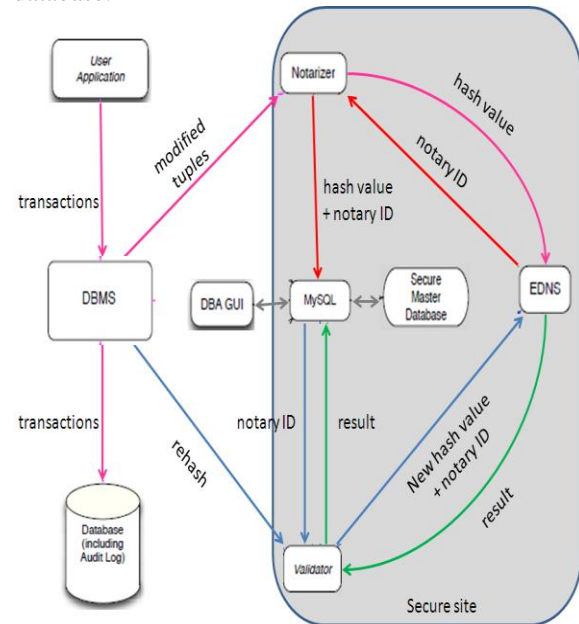 User
Application
Notarizer
hash value
modified
tuples
notary ID
transactions
hash value
+ notary ID
DBMS
DBA GUI
MySQL
Secure
Master
Database
EDNS
transactions
rehash
notary ID
result
New hash value
+ notary ID
result
Database
(including
Audit Log)
Validator
Secure site